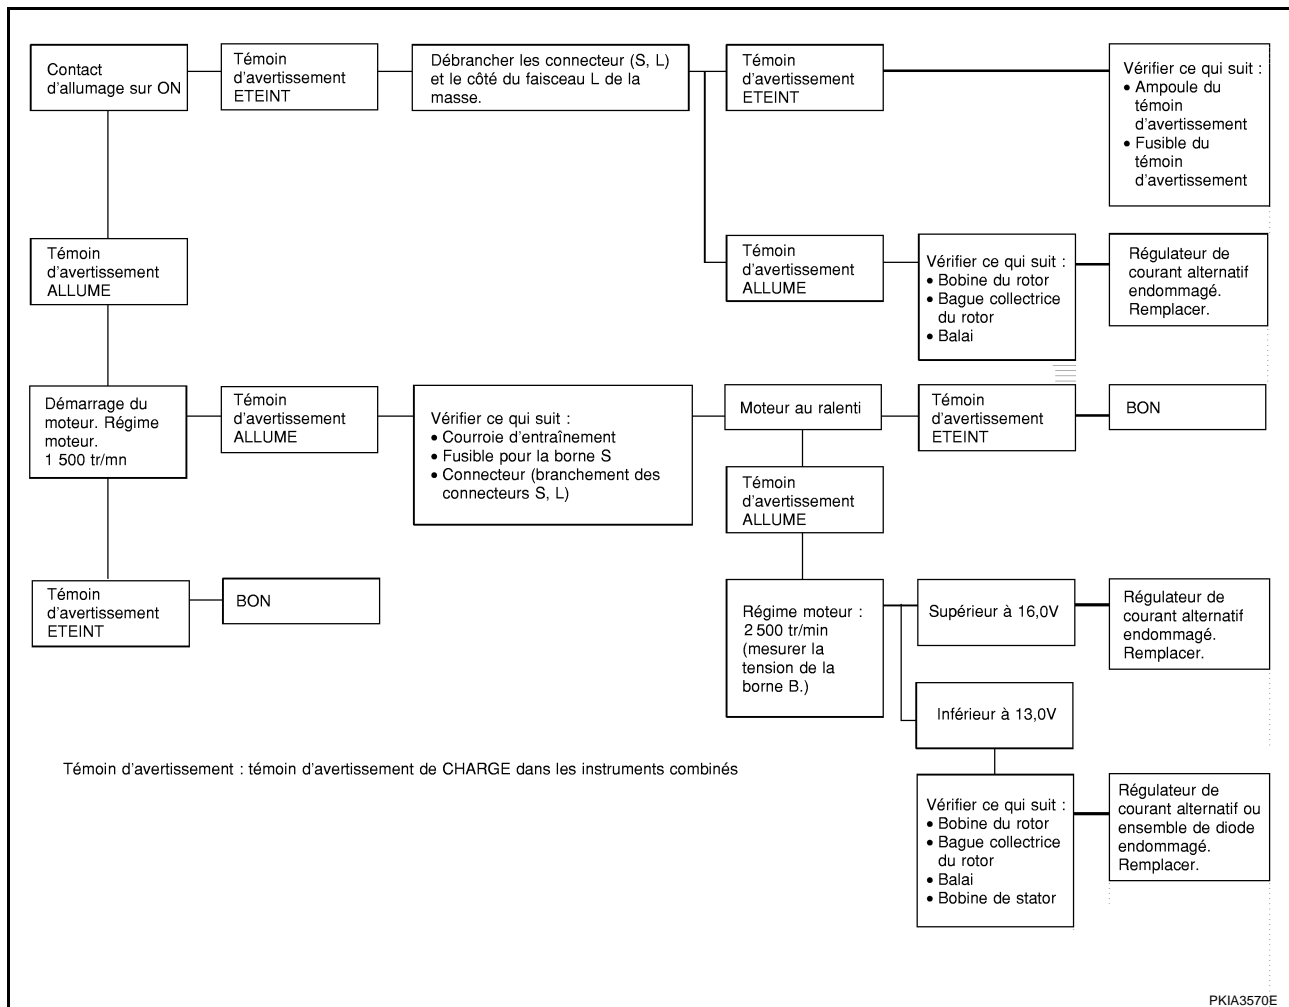 Contact
d'allumage sur ON
Témoin
d'avertissement
ETEINT
Débrancher les connecteur (S, L)
et le côté du faisceau L de la
masse.
Témoin
d'avertissement
ETEINT
Vérifier ce qui suit :
• Ampoule du
témoin
d'avertissement
• Fusible du
témoin
d'avertissement
Témoin
d'avertissement
ALLUME
Témoin
d'avertissement
ALLUME
Vérifier ce qui suit :
• Bobine du rotor
• Bague collectrice
du rotor
• Balai
Régulateur de
courant alternatif
endommagé.
Remplacer.
Démarrage du
moteur. Régime
moteur.
1 500 tr/mn
Témoin
d'avertissement
ALLUME
Vérifier ce qui suit :
• Courroie d'entraînement
• Fusible pour la borne S
• Connecteur (branchement des
connecteurs S, L)
Moteur au ralenti
Témoin
d'avertissement
ETEINT
BON
Témoin
d'avertissement
ALLUME
Témoin
d'avertissement
ETEINT
BON
Régime moteur :
2 500 tr/min
(mesurer la
tension de la
borne B.)
Supérieur à 16,0V
Régulateur de
courant alternatif
endommagé.
Remplacer.
Inférieur à 13,0V
Témoin d'avertissement : témoin d'avertissement de CHARGE dans les instruments combinés
Vérifier ce qui suit :
• Bobine du rotor
• Bague collectrice
du rotor
• Balai
• Bobine de stator
Régulateur de
courant alternatif ou
ensemble de diode
endommagé.
Remplacer.
PKIA3570E